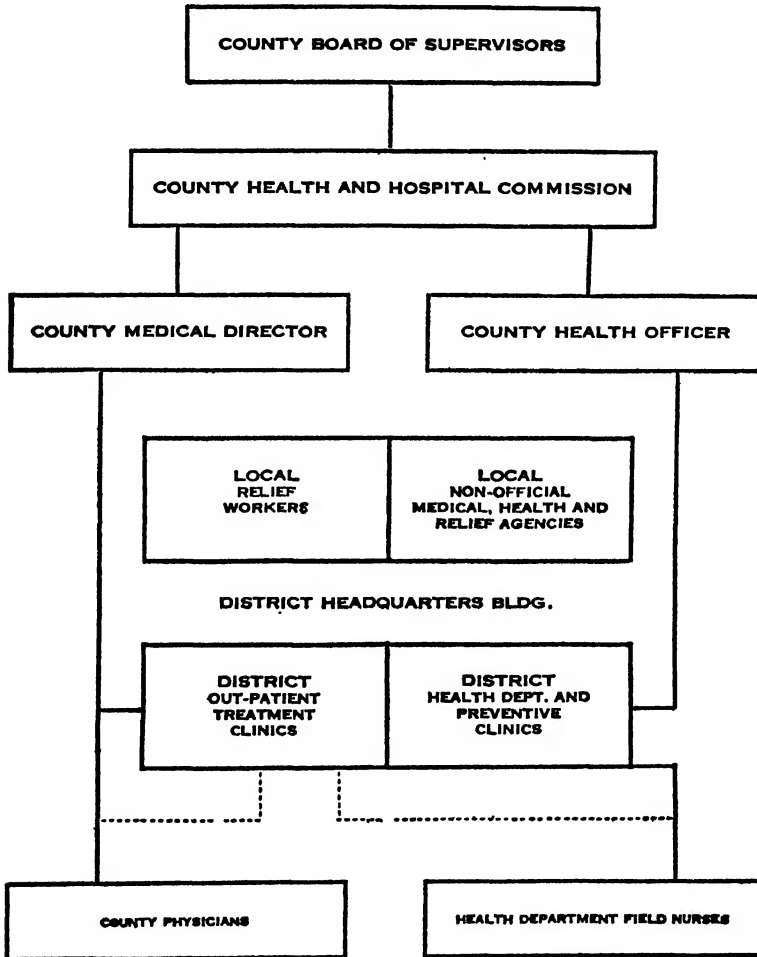 COUNTY BOARD OF SUPERVISORS
COUNTY HEALTH AND HOSPITAL COMMISSION
COUNTY MEDICAL DIRECTOR
COUNTY HEALTH OFFICER
LOCAL
RELIEF
WORKERS
LOCAL
NON-OFFICIAL
MEDICAL, HEALTH AND
RELIEF AGENCIES
DISTRICT HEADQUARTERS BLDG.
DISTRICT
OUT-PATIENT
TREATMENT
CLINICS
DISTRICT
HEALTH DEPT. AND
PREVENTIVE
CLINICS
COUNTY PHYSICIANS
HEALTH DEPARTMENT FIELD NURSES